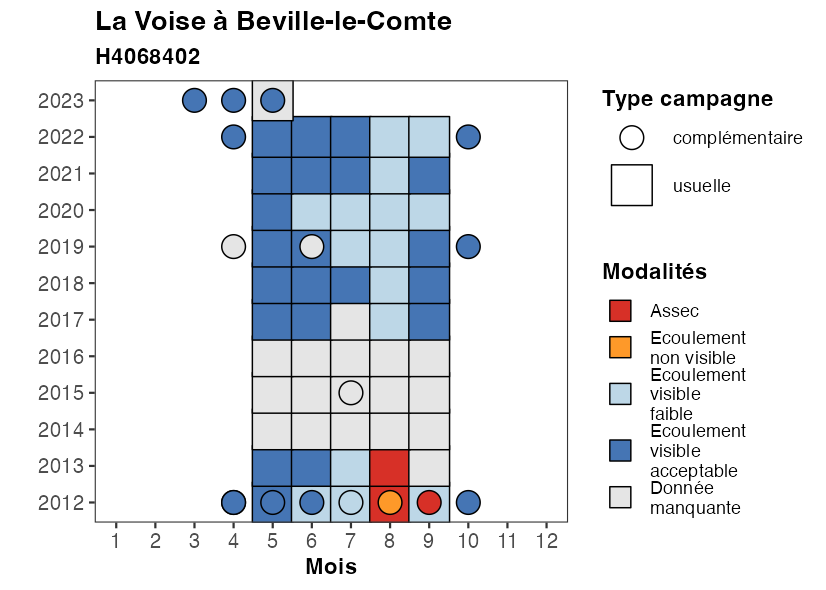 La Voise à Beville-le-Comte
H4068402
2023
2022
2021
2020
2019
2018
2017
2016
2015
2014
2013
2012
1 2 3 4 5 6 7 8 9 10 11 12
Mois
Type campagne
complémentaire
usuelle
Modalités
Assec
Ecoulement
non visible
Ecoulement
visible
faible
Ecoulement
visible
acceptable
Donnée
manquante